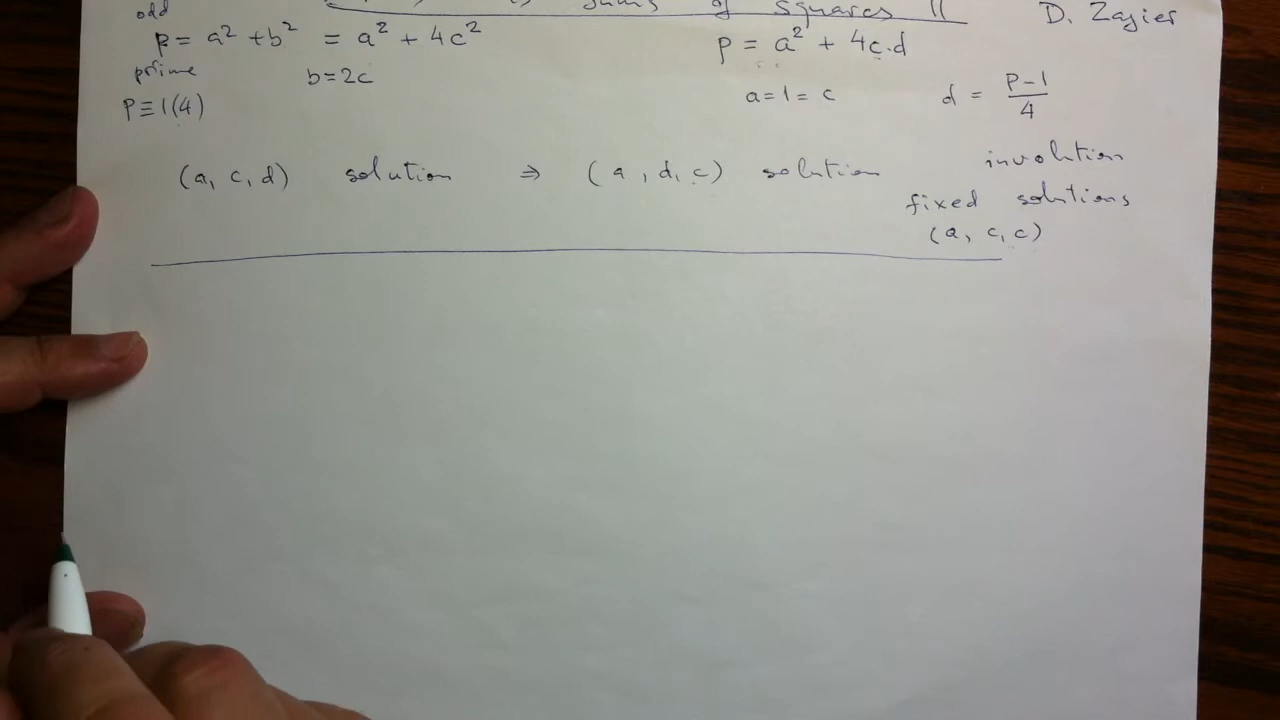 sums of squares II
D. Zagier
odd
p = a² + b² = a² + 4c²
p = a² + 4c.d
prime
b = 2c
p ≡ 1(4)
a = 1 = c
d = (p-1)/4
(a, c, d) solution ⇒ (a, d, c) solution
involution
fixed solutions
(a, c, c)